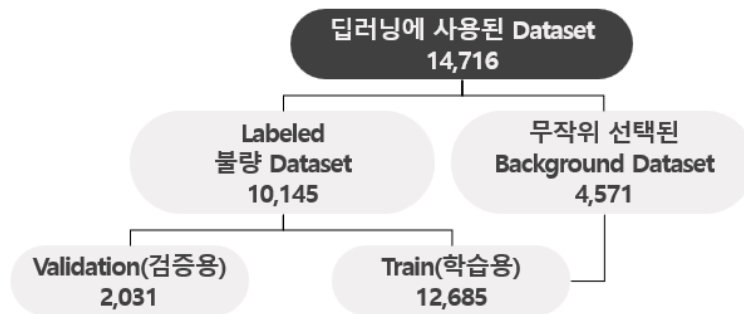 딥러닝에 사용된 Dataset
14,716
Labeled
불량 Dataset
10,145
무작위 선택된
Background Dataset
4,571
Validation(검증용)
2,031
Train(학습용)
12,685